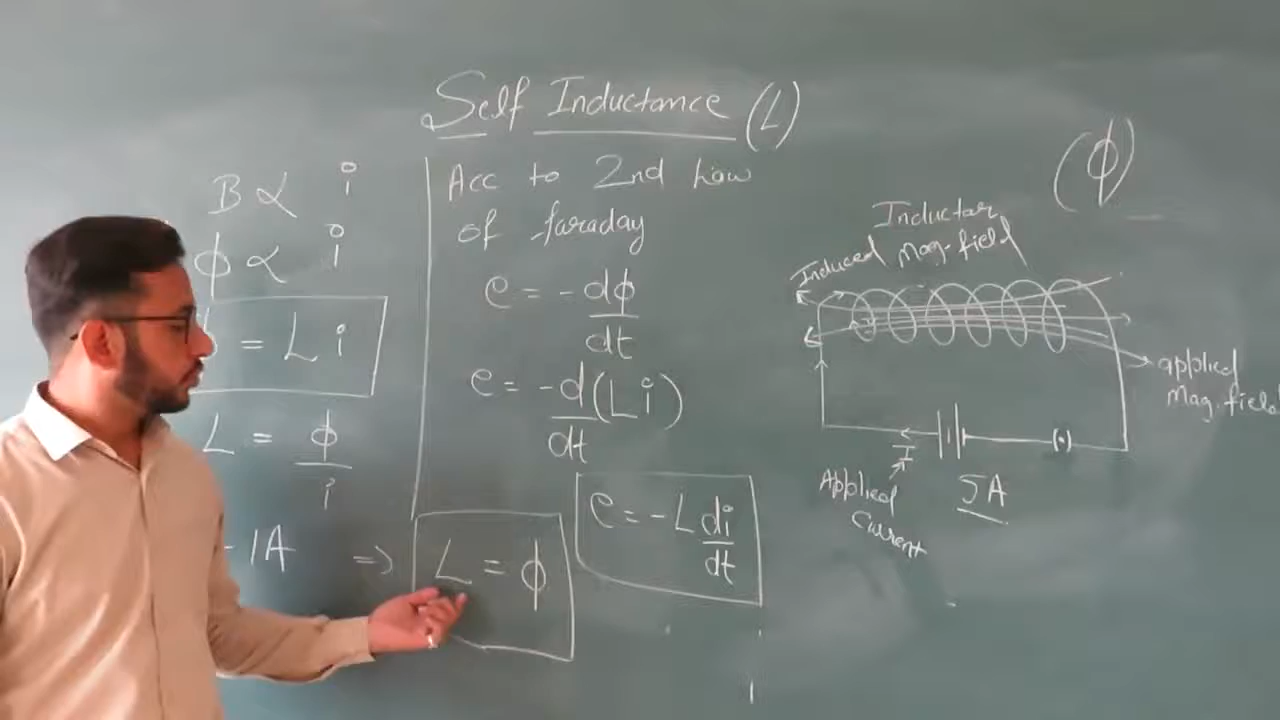 Self Inductance (L)
B ∝ i
ϕ ∝ i
= Li
L = ϕ/i
- 1A ⇒ L = ϕ
Acc to 2nd Law
of faraday
e = - dϕ/dt
e = - d/dt (Li)
e = - L di/dt
(ϕ)
Inductor
Induced Mag. field
applied
Mag. field
I
Applied
Current
5A